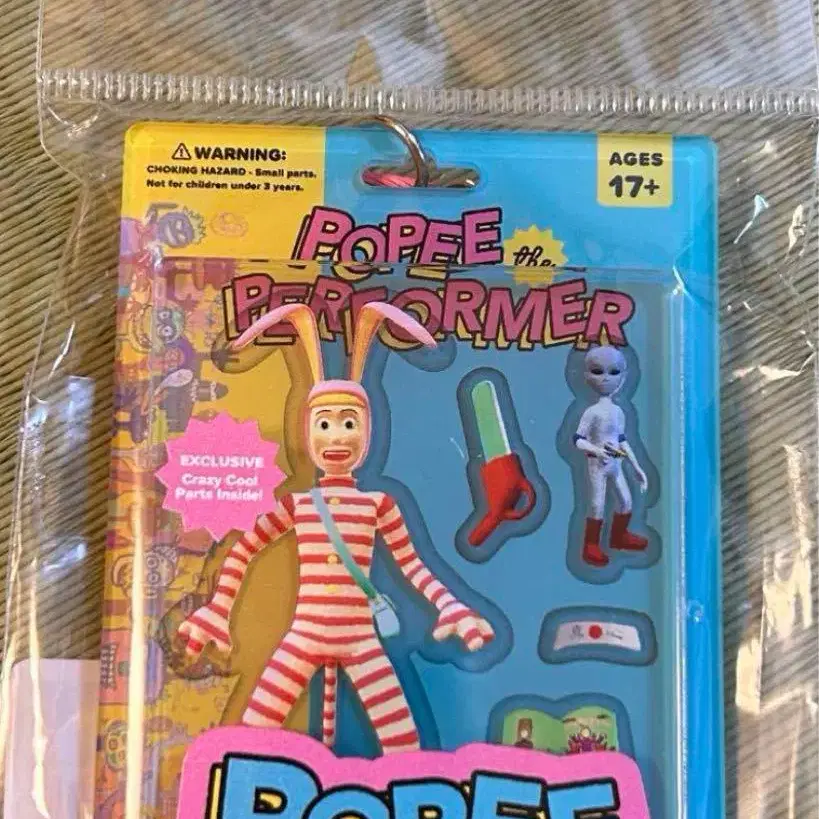 ⚠ WARNING:
CHOKING HAZARD - Small parts.
Not for children under 3 years.
AGES
17+
POPEE
the
PERFORMER
EXCLUSIVE
Crazy Cool
Parts Inside!
POPEE